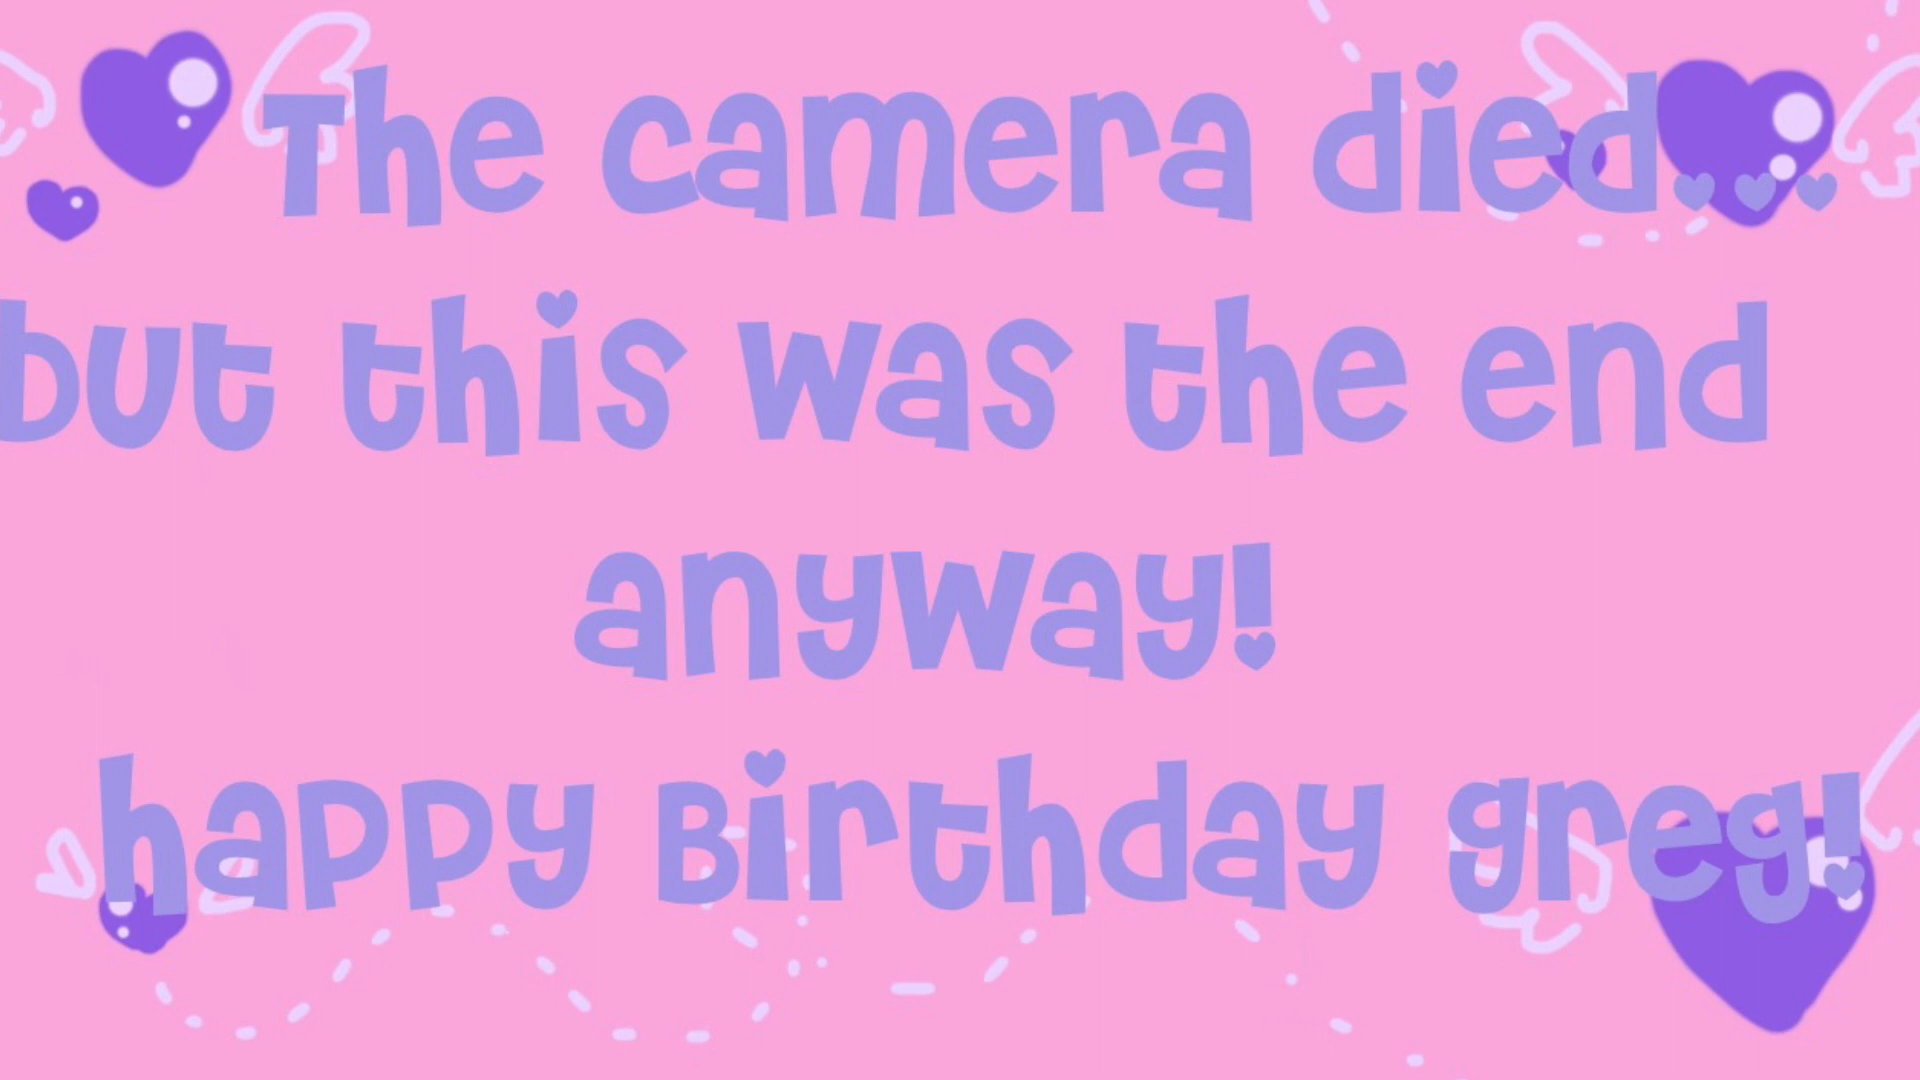 The camera died...
but this was the end
anyway!
happy Birthday greg!